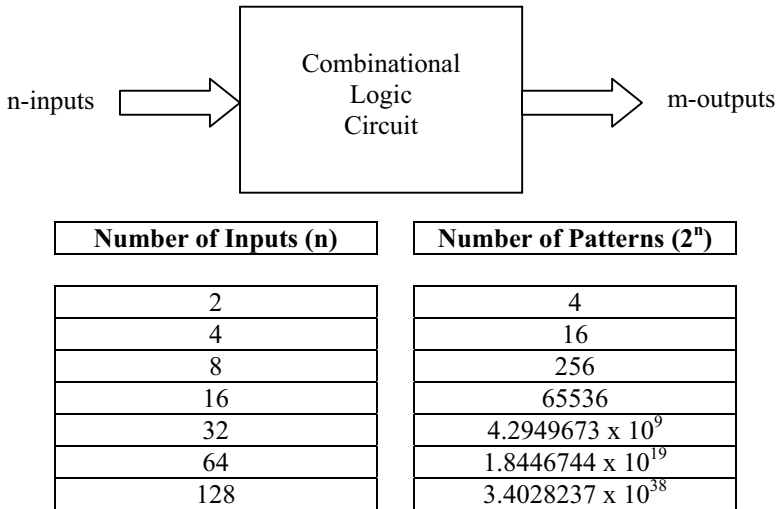 Combinational
Logic
Circuit
n-inputs
m-outputs
Number of Inputs (n) Number of Patterns (2ⁿ)
2 4
4 16
8 256
16 65536
32 4.2949673 x 10⁹
64 1.8446744 x 10¹⁹
128 3.4028237 x 10³⁸